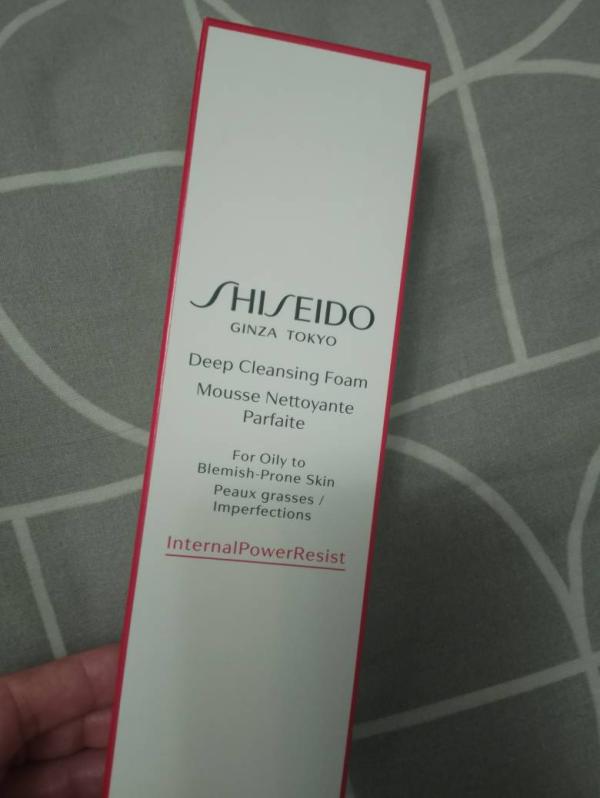 SHISEIDO
GINZA TOKYO
Deep Cleansing Foam
Mousse Nettoyante
Parfaite
For Oily to
Blemish-Prone Skin
Peaux grasses /
Imperfections
InternalPowerResist